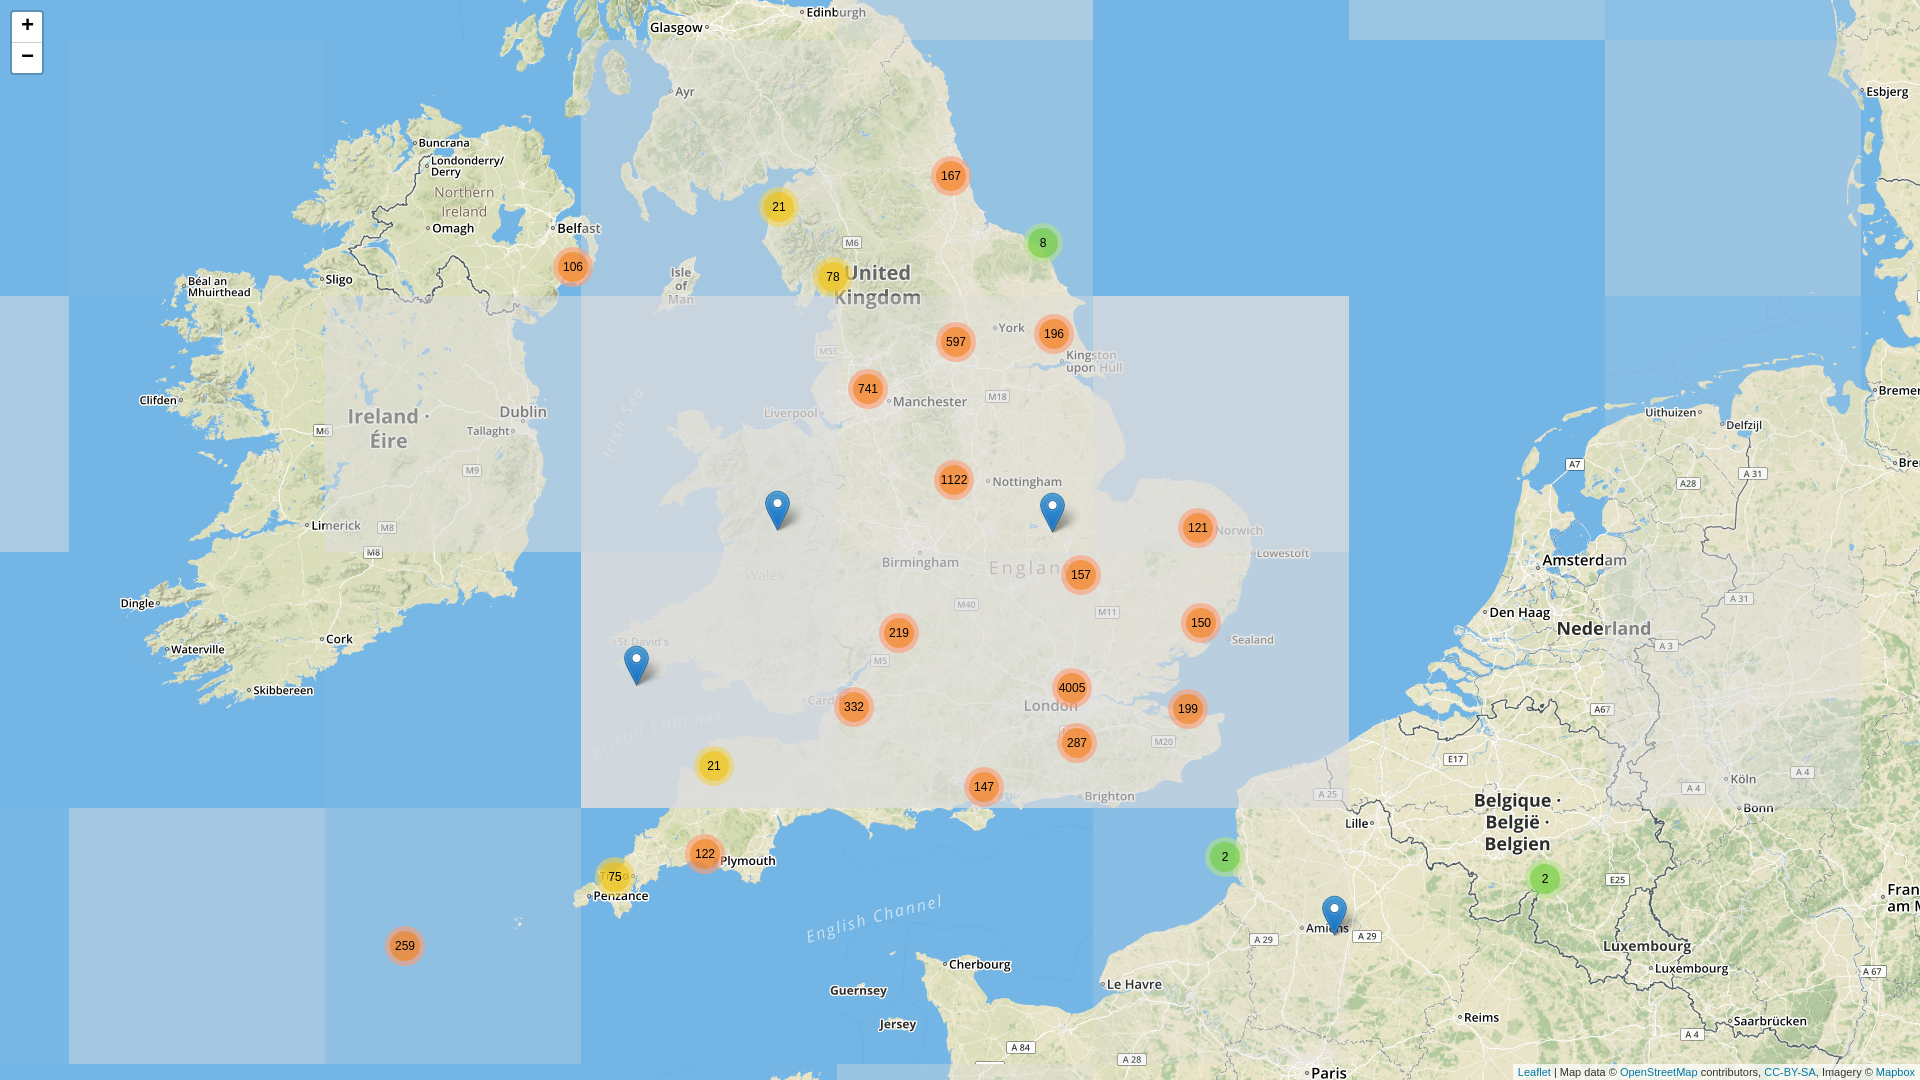 +
−
Edinburgh
Glasgow
Ayr
Esbjerg
Buncrana
Londonderry/
Derry
Northern
Ireland
Omagh
Belfast
167
21
M6
8
106
78
United
Kingdom
Isle
of
Man
Sligo
Béal an
Mhuirthead
York
196
597
M55
Kingston
upon Hull
741
Manchester
M18
Liverpool
Irish Sea
Clifden
Ireland ·
Éire
Dublin
Tallaght
M6
M9
Uithuizen
Delfzijl
A7
A 31
A28
1122
Nottingham
121
Norwich
Lowestoft
Limerick
M8
M8
Birmingham
England
157
Wales
M40
M11
Amsterdam
A 31
Den Haag
Nederland
A 3
Dingle
Cork
Waterville
Skibbereen
St David's
219
M5
150
Sealand
4005
London
199
332
Bristol Channel
287
M20
A67
E17
21
147
Brighton
A 25
Köln
A 4
A 4
Bonn
Belgique ·
België ·
Belgien
Lille
122
Plymouth
75
Penzance
2
2
E25
259
English Channel
Amiens
A 29
A 29
Luxembourg
Luxembourg
A 67
Cherbourg
Guernsey
Le Havre
Jersey
Reims
Saarbrücken
A 84
A 28
A 4
Paris
Leaflet | Map data © OpenStreetMap contributors, CC-BY-SA, Imagery © Mapbox